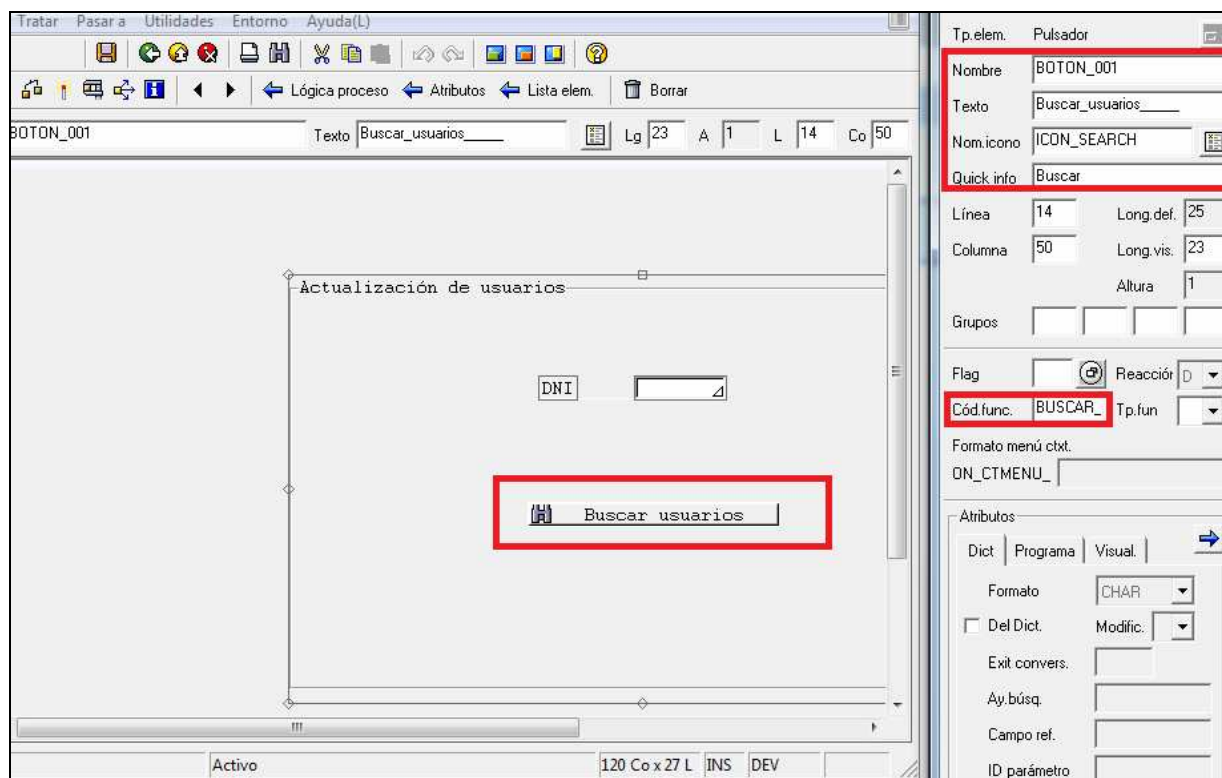 Tratar Pasar a Utilidades Entorno Ayuda(L)
Lógica proceso Atributos Lista elem. Borrar
BOTON_001 Texto Buscar_usuarios_____ Lg 23 A 1 L 14 Co 50
Actualización de usuarios
DNI
Buscar usuarios
Activo 120 Co x 27 L INS DEV
Tp.elem. Pulsador
Nombre BOTON_001
Texto Buscar_usuarios_____
Nom.icono ICON_SEARCH
Quick info Buscar
Línea 14 Long.def. 25
Columna 50 Long.vis. 23
Altura 1
Grupos
Flag Reacción D
Cód.func. BUSCAR_ Tp.fun
Formato menú ctxt.
ON_CTMENU_
Atributos
Dict Programa Visual.
Formato CHAR
Del Dict. Modific.
Exit convers.
Ay.búsq.
Campo ref.
ID parámetro